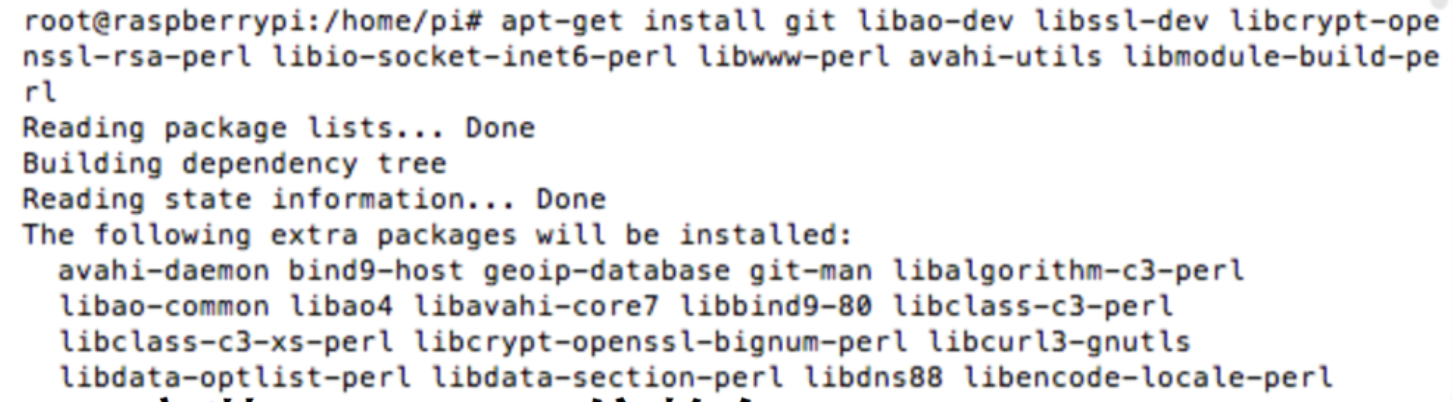 root@raspberrypi:/home/pi# apt-get install git libao-dev libssl-dev libcrypt-ope
nssl-rsa-perl libio-socket-inet6-perl libwww-perl avahi-utils libmodule-build-pe
rl
Reading package lists... Done
Building dependency tree
Reading state information... Done
The following extra packages will be installed:
  avahi-daemon bind9-host geoip-database git-man libalgorithm-c3-perl
  libao-common libao4 libavahi-core7 libbind9-80 libclass-c3-perl
  libclass-c3-xs-perl libcrypt-openssl-bignum-perl libcurl3-gnutls
  libdata-optlist-perl libdata-section-perl libdns88 libencode-locale-perl